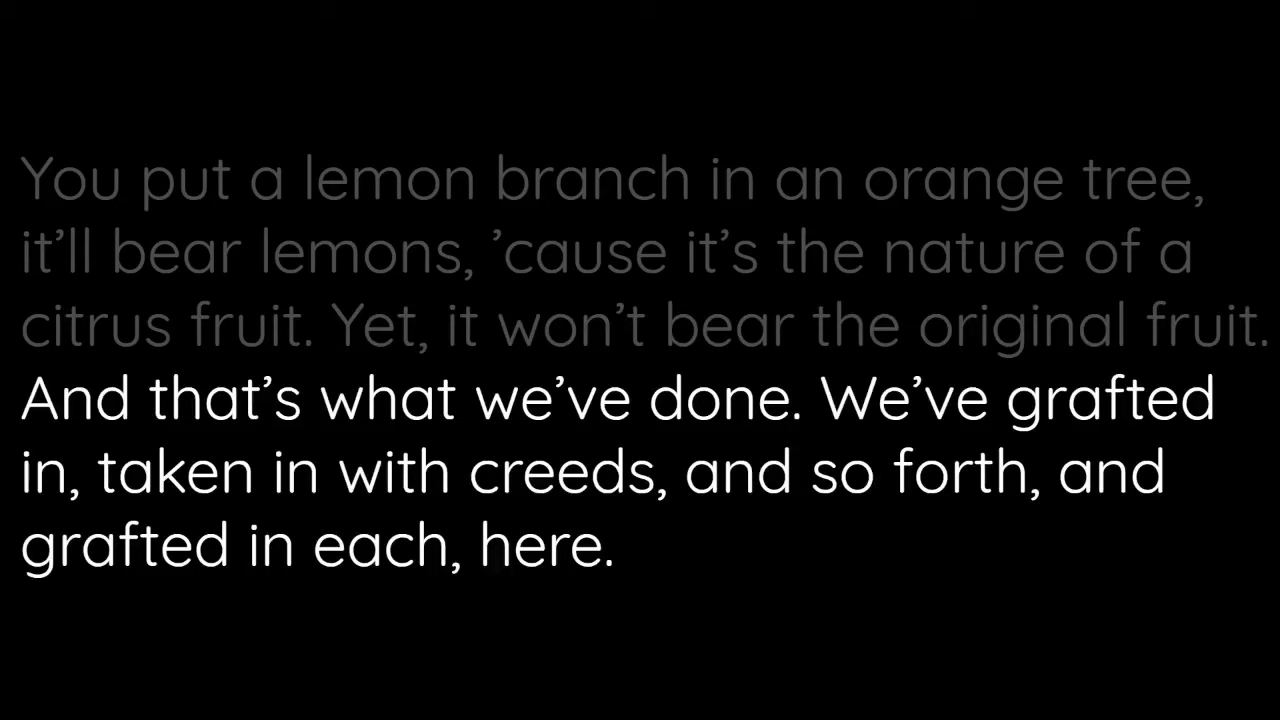 You put a lemon branch in an orange tree,
it’ll bear lemons, ’cause it’s the nature of a
citrus fruit. Yet, it won’t bear the original fruit.
And that’s what we’ve done. We’ve grafted
in, taken in with creeds, and so forth, and
grafted in each, here.